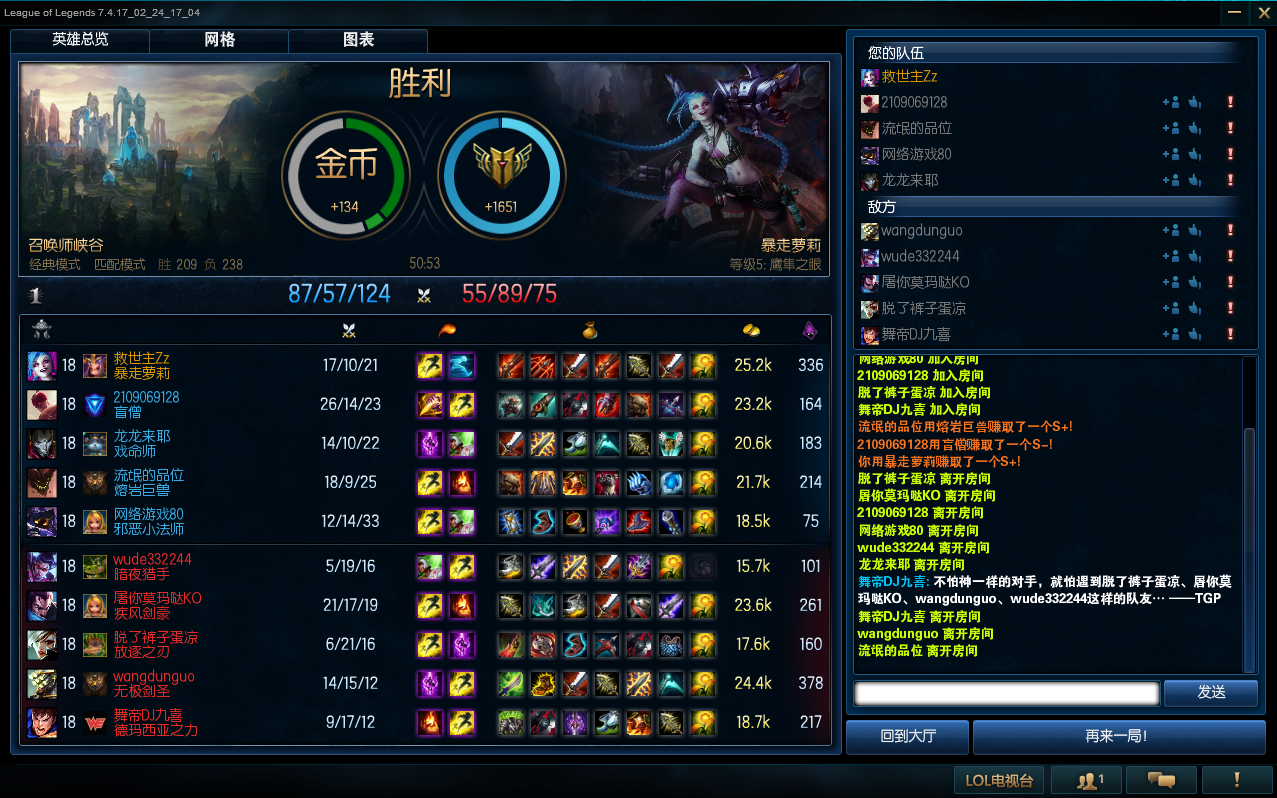 League of Legends 7.4.17_02_24_17_04
英雄总览
网格
图表
胜利
金币
+134
+1651
召唤师峡谷
经典模式 匹配模式 胜 209 负 238
50:53
暴走萝莉
等级5: 鹰隼之眼
1
87/57/124
55/89/75
18 救世主Zz 17/10/21 25.2k 336
暴走萝莉
18 2109069128 26/14/23 23.2k 164
盲僧
18 龙龙来耶 14/10/22 20.6k 183
戏命师
18 流氓的品位 18/9/25 21.7k 214
熔岩巨兽
18 网络游戏80 12/14/33 18.5k 75
邪恶小法师
18 wude332244 5/19/16 15.7k 101
暗夜猎手
18 屠你莫玛哒KO 21/17/19 23.6k 261
疾风剑豪
18 脱了裤子蛋凉 6/21/16 17.6k 160
放逐之刃
18 wangdunguo 14/15/12 24.4k 378
无极剑圣
18 舞帝DJ九喜 9/17/12 18.7k 217
德玛西亚之力
您的队伍
救世主Zz
2109069128
流氓的品位
网络游戏80
龙龙来耶
敌方
wangdunguo
wude332244
屠你莫玛哒KO
脱了裤子蛋凉
舞帝DJ九喜
网络游戏80 加入房间
2109069128 加入房间
脱了裤子蛋凉 加入房间
舞帝DJ九喜 加入房间
流氓的品位用熔岩巨兽赚取了一个S+!
2109069128用盲僧赚取了一个S-!
你用暴走萝莉赚取了一个S+!
脱了裤子蛋凉 离开房间
屠你莫玛哒KO 离开房间
2109069128 离开房间
网络游戏80 离开房间
wude332244 离开房间
龙龙来耶 离开房间
舞帝DJ九喜: 不怕神一样的对手，就怕遇到脱了裤子蛋凉、屠你莫
玛哒KO、wangdunguo、wude332244这样的队友… ——TGP
舞帝DJ九喜 离开房间
wangdunguo 离开房间
流氓的品位 离开房间
发送
回到大厅
再来一局!
LOL电视台
1